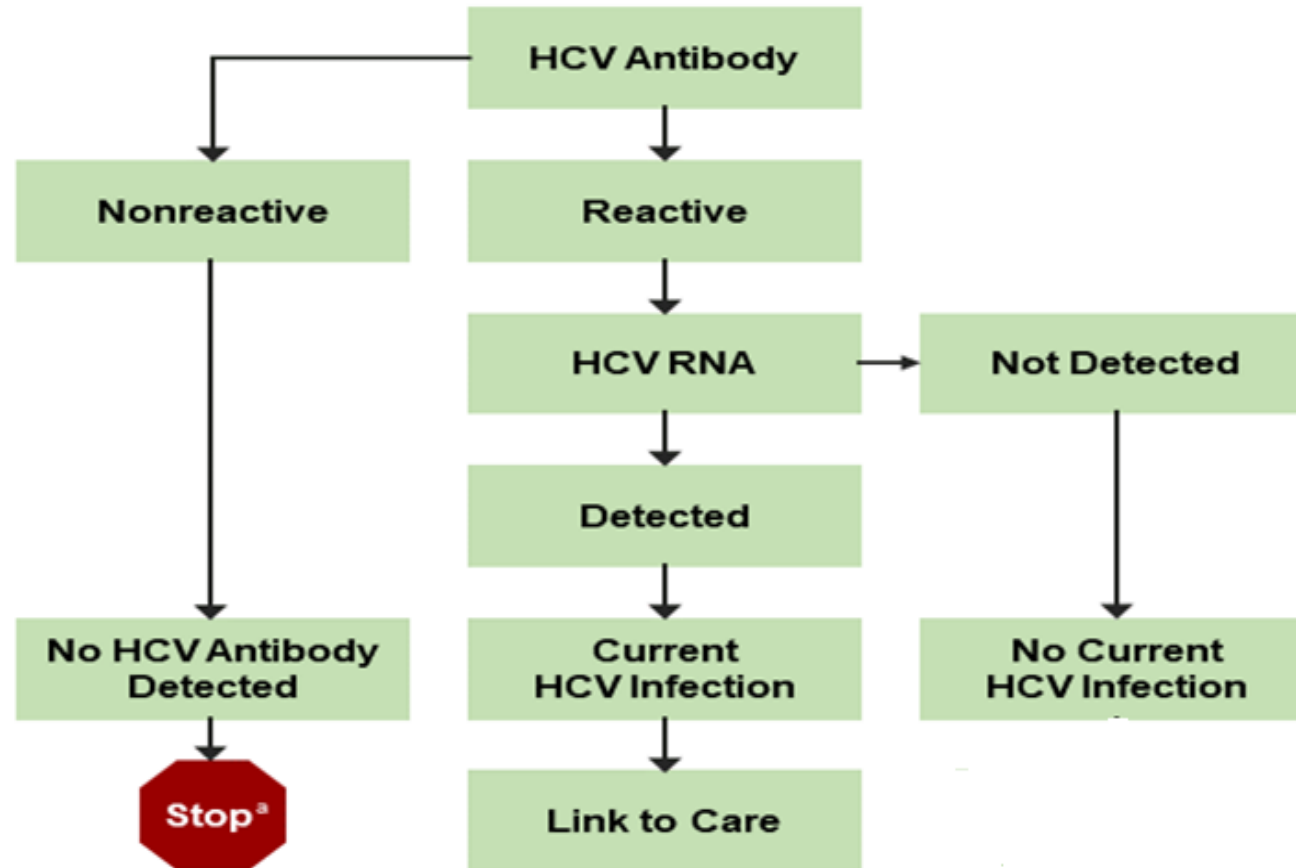 HCV Antibody
Nonreactive
Reactive
HCV RNA
Not Detected
Detected
No HCV Antibody
Detected
Current
HCV Infection
No Current
HCV Infection
Stopᵃ
Link to Care